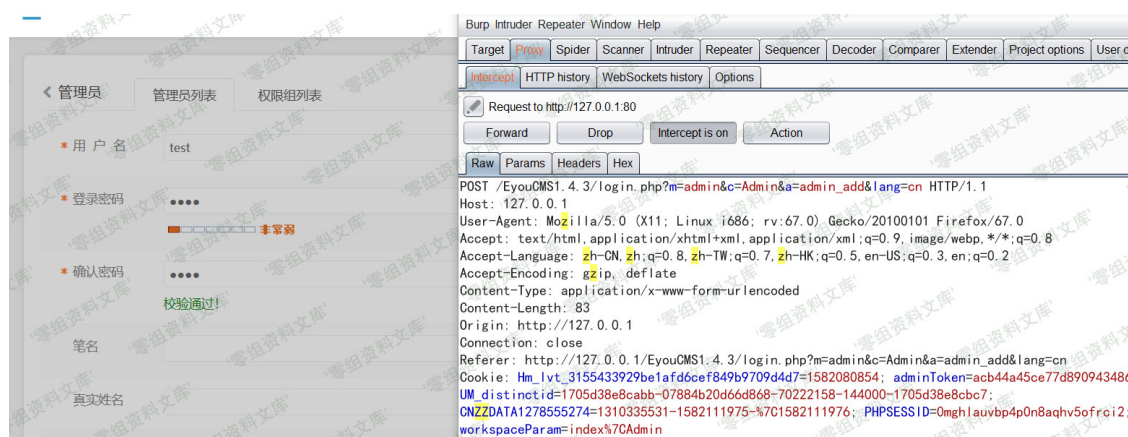 管理员
管理员列表
权限组列表
* 用 户 名
test
* 登录密码
●●●●
非常弱
* 确认密码
●●●●
校验通过!
笔名
真实姓名
Burp Intruder Repeater Window Help
Target Proxy Spider Scanner Intruder Repeater Sequencer Decoder Comparer Extender Project options User
Intercept HTTP history WebSockets history Options
Request to http://127.0.0.1:80
Forward Drop Intercept is on Action
Raw Params Headers Hex
POST /EyouCMS1.4.3/login.php?m=admin&c=Admin&a=admin_add&lang=cn HTTP/1.1
Host: 127.0.0.1
User-Agent: Mozilla/5.0 (X11; Linux i686; rv:67.0) Gecko/20100101 Firefox/67.0
Accept: text/html,application/xhtml+xml,application/xml;q=0.9,image/webp,*/*;q=0.8
Accept-Language: zh-CN,zh;q=0.8,zh-TW;q=0.7,zh-HK;q=0.5,en-US;q=0.3,en;q=0.2
Accept-Encoding: gzip, deflate
Content-Type: application/x-www-form-urlencoded
Content-Length: 83
Origin: http://127.0.0.1
Connection: close
Referer: http://127.0.0.1/EyouCMS1.4.3/login.php?m=admin&c=Admin&a=admin_add&lang=cn
Cookie: Hm_lvt_3155433929be1afd6cef849b9709d4d7=1582080854; adminToken=acb44a45ce77d890943486
UM_distinctid=1705d38e8cabb-07884b20d66d868-70222158-144000-1705d38e8cbc7;
CNZZDATA1278555274=1310335531-1582111975-%7C1582111976; PHPSESSID=0mghlauvbp4p0n8aqhv5ofrci2;
workspaceParam=index%7CAdmin
零组资料文库